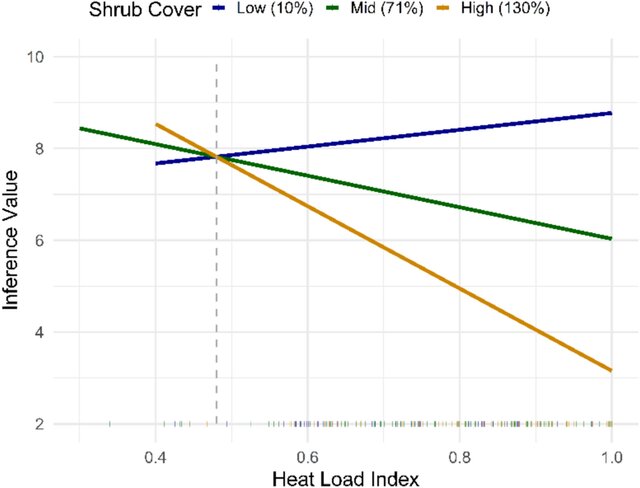 Shrub Cover Low (10%) Mid (71%) High (130%)
10
8
6
4
2
Inference Value
0.4 0.6 0.8 1.0
Heat Load Index